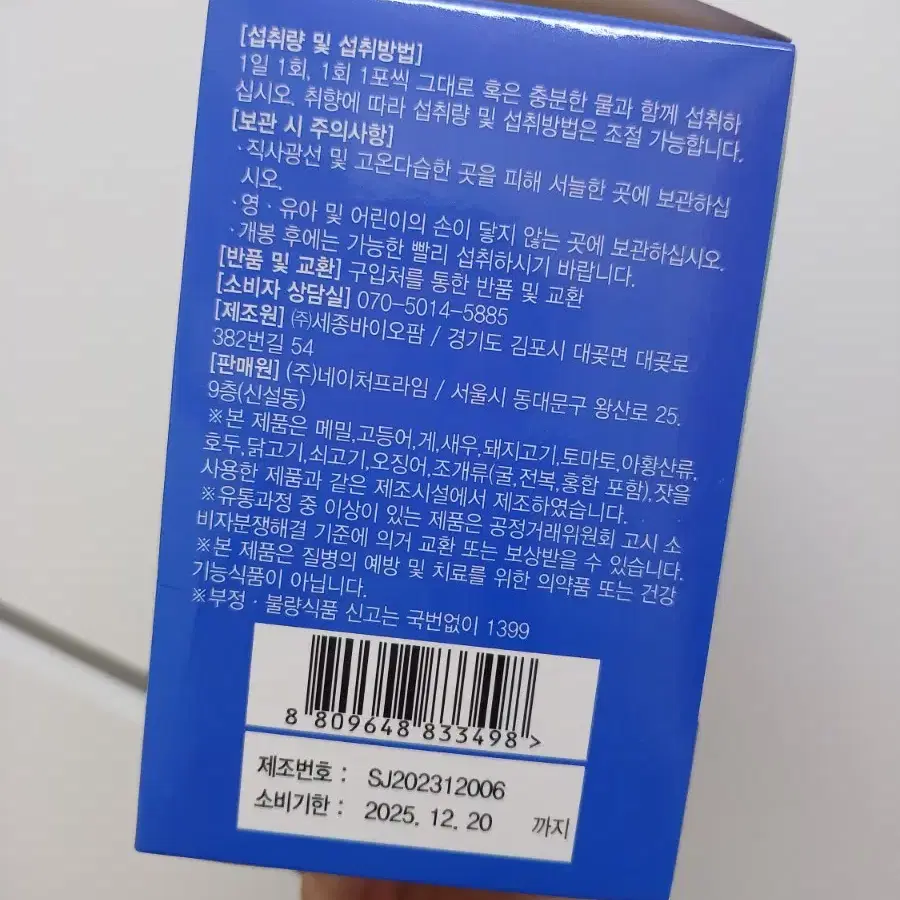 [섭취량 및 섭취방법]
1일 1회, 1회 1포씩 그대로 혹은 충분한 물과 함께 섭취하
십시오. 취향에 따라 섭취량 및 섭취방법은 조절 가능합니다.
[보관 시 주의사항]
·직사광선 및 고온다습한 곳을 피해 서늘한 곳에 보관하십
시오.
·영·유아 및 어린이의 손이 닿지 않는 곳에 보관하십시오.
·개봉 후에는 가능한 빨리 섭취하시기 바랍니다.
[반품 및 교환] 구입처를 통한 반품 및 교환
[소비자 상담실] 070-5014-5885
[제조원] ㈜세종바이오팜 / 경기도 김포시 대곶면 대곶로
382번길 54
[판매원] (주)네이처프라임 / 서울시 동대문구 왕산로 25.
9층(신설동)
※본 제품은 메밀,고등어,게,새우,돼지고기,토마토,아황산류,
호두,닭고기,쇠고기,오징어,조개류(굴,전복,홍합 포함),잣을
사용한 제품과 같은 제조시설에서 제조하였습니다.
※유통과정 중 이상이 있는 제품은 공정거래위원회 고시 소
비자분쟁해결 기준에 의거 교환 또는 보상받을 수 있습니다.
※본 제품은 질병의 예방 및 치료를 위한 의약품 또는 건강
기능식품이 아닙니다.
※부정·불량식품 신고는 국번없이 1399
8 809648 833498 >
제조번호 : SJ202312006
소비기한 : 2025. 12. 20 까지